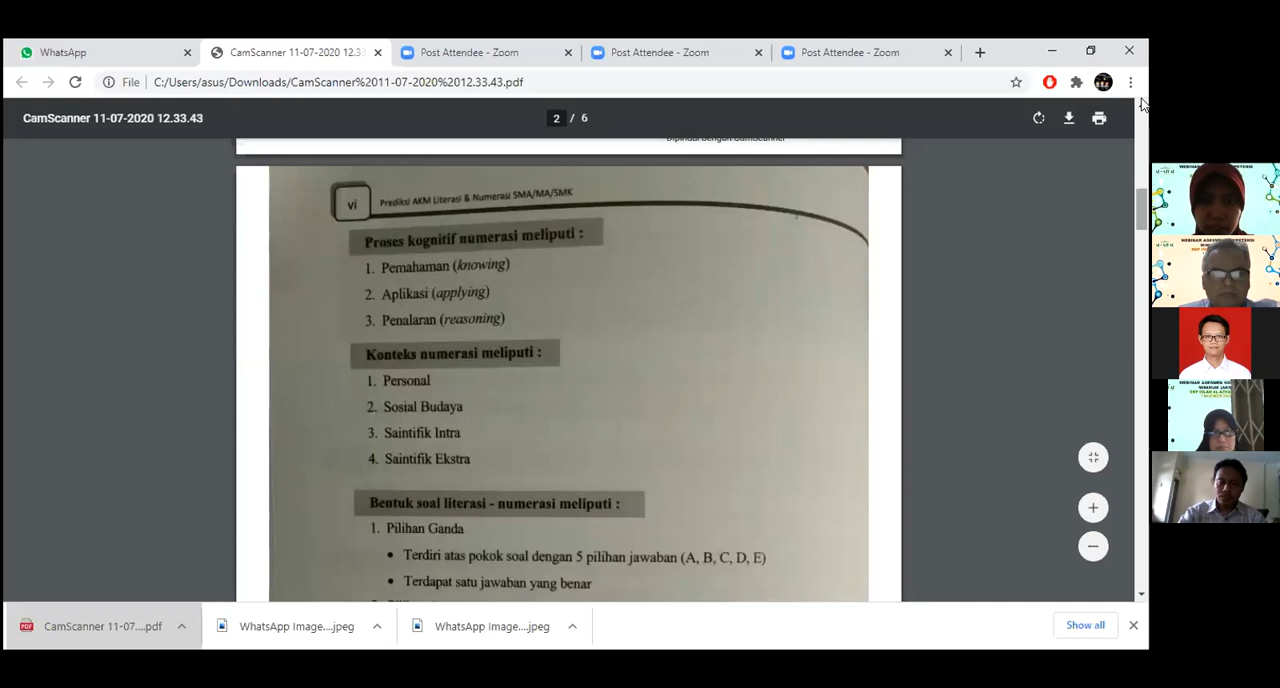 WhatsApp
CamScanner 11-07-2020 12.33
Post Attendee - Zoom
Post Attendee - Zoom
Post Attendee - Zoom
File
C:/Users/asus/Downloads/CamScanner%2011-07-2020%2012.33.43.pdf
CamScanner 11-07-2020 12.33.43
2 / 6
Dipindai dengan CamScanner
vi
Prediksi AKM Literasi & Numerasi SMA/MA/SMK
Proses kognitif numerasi meliputi :
1. Pemahaman (knowing)
2. Aplikasi (applying)
3. Penalaran (reasoning)
Konteks numerasi meliputi :
1. Personal
2. Sosial Budaya
3. Saintifik Intra
4. Saintifik Ekstra
Bentuk soal literasi - numerasi meliputi :
1. Pilihan Ganda
• Terdiri atas pokok soal dengan 5 pilihan jawaban (A, B, C, D, E)
• Terdapat satu jawaban yang benar
CamScanner 11-07....pdf
WhatsApp Image....jpeg
WhatsApp Image....jpeg
Show all